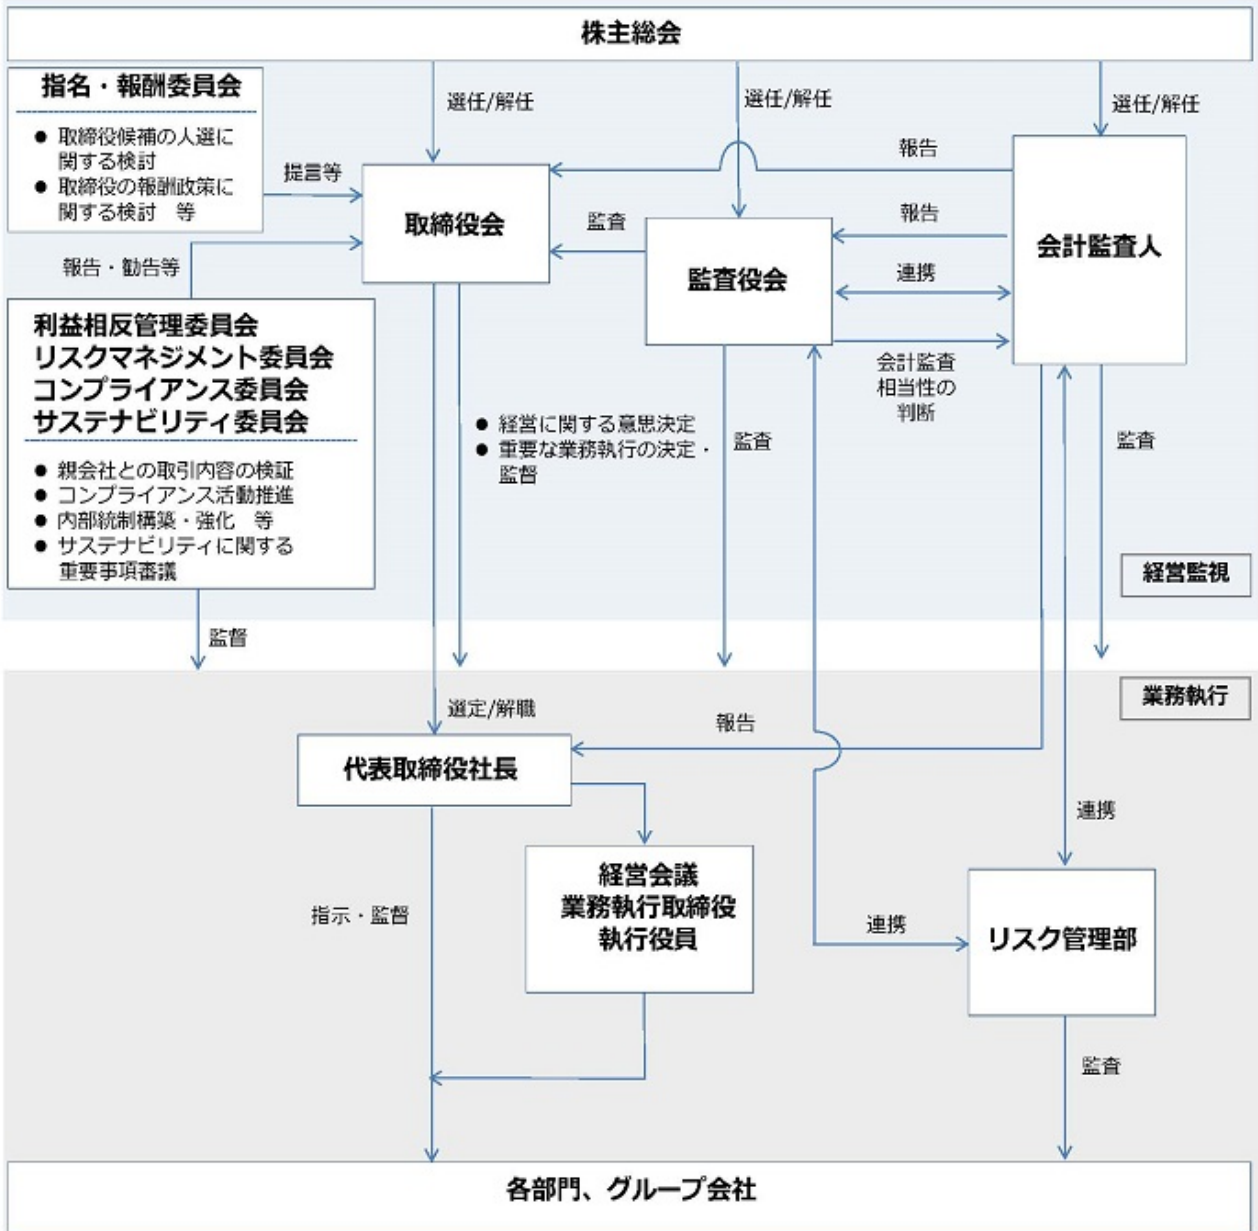 株主総会
指名・報酬委員会
● 取締役候補の人選に
関する検討
● 取締役の報酬政策に
関する検討　等
選任/解任
選任/解任
選任/解任
提言等
取締役会
報告
監査
報告
監査役会
連携
会計監査人
報告・勧告等
利益相反管理委員会
リスクマネジメント委員会
コンプライアンス委員会
サステナビリティ委員会
● 親会社との取引内容の検証
● コンプライアンス活動推進
● 内部統制構築・強化　等
● サステナビリティに関する
重要事項審議
会計監査
相当性の
判断
● 経営に関する意思決定
● 重要な業務執行の決定・
監督
監査
監査
経営監視
監督
業務執行
選定/解職
報告
代表取締役社長
連携
経営会議
業務執行取締役
執行役員
指示・監督
連携
リスク管理部
監査
各部門、グループ会社